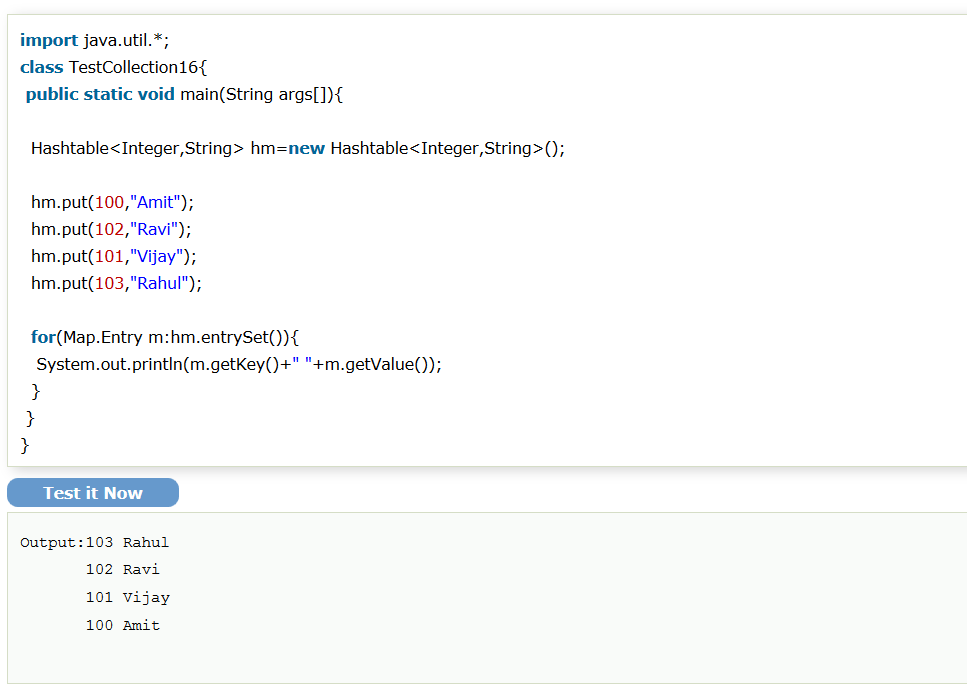 import java.util.*;
class TestCollection16{
 public static void main(String args[]){
  Hashtable<Integer,String> hm=new Hashtable<Integer,String>();
  hm.put(100,"Amit");
  hm.put(102,"Ravi");
  hm.put(101,"Vijay");
  hm.put(103,"Rahul");
  for(Map.Entry m:hm.entrySet()){
   System.out.println(m.getKey()+" "+m.getValue());
  }
 }
}
Test it Now
Output:103 Rahul
       102 Ravi
       101 Vijay
       100 Amit